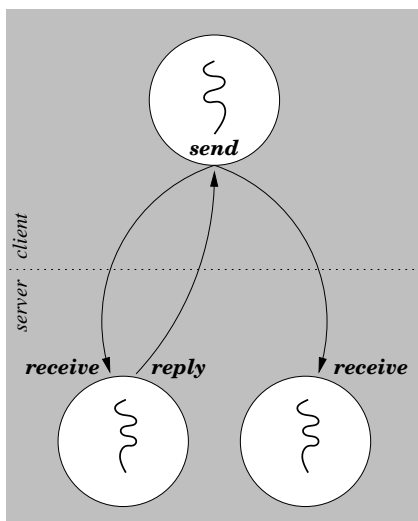 send
client
server
receive
reply
receive